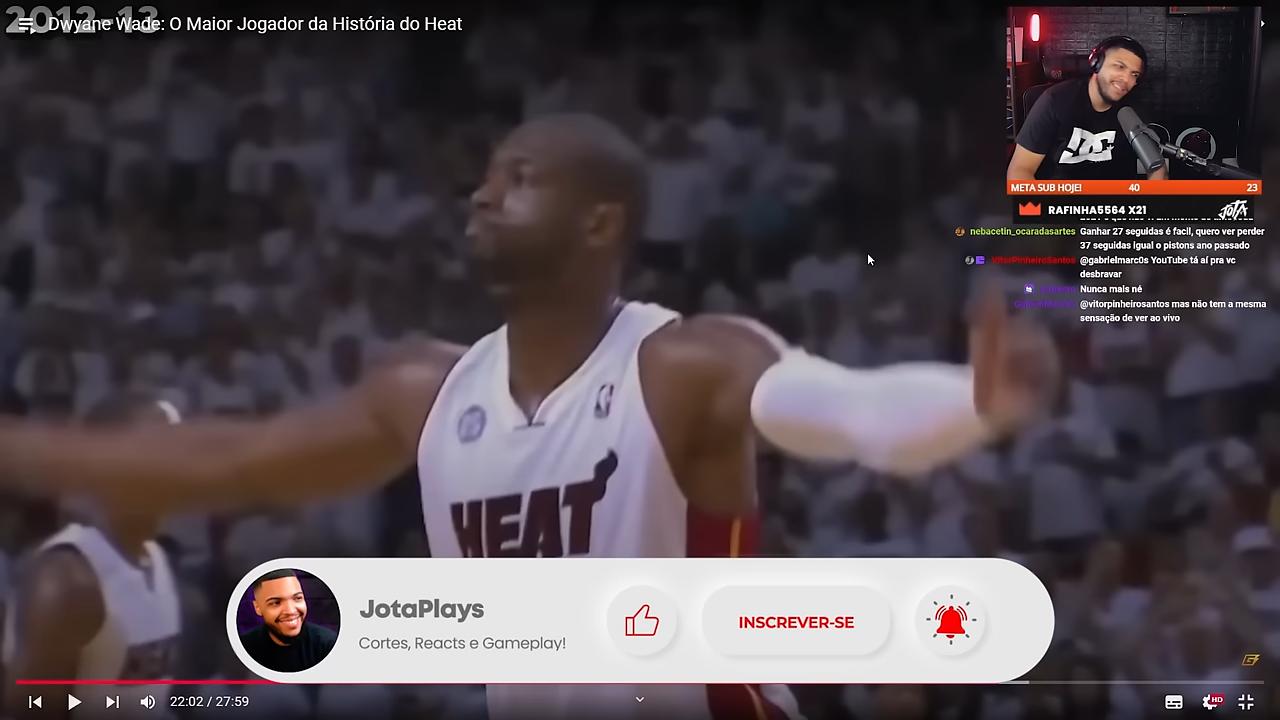 2012-13
Dwyane Wade: O Maior Jogador da História do Heat
META SUB HOJE! 40 23
RAFINHA5564 X21
JOTA
nebacetin_ocaradasartes Ganhar 27 seguidas é facil, quero ver perder
37 seguidas igual o pistons ano passado
VitorPinheiroSantos @gabrielmarc0s YouTube tá aí pra vc
desbravar
Nunca mais né
@vitorpinheirosantos mas não tem a mesma
sensação de ver ao vivo
HEAT
JotaPlays
Cortes, Reacts e Gameplay!
INSCREVER-SE
22:02 / 27:59
HD